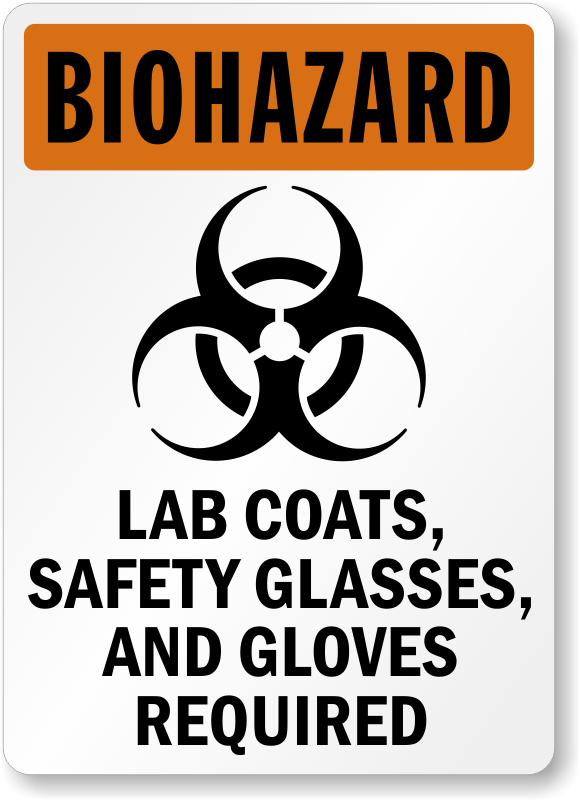 BIOHAZARD
LAB COATS,
SAFETY GLASSES,
AND GLOVES
REQUIRED